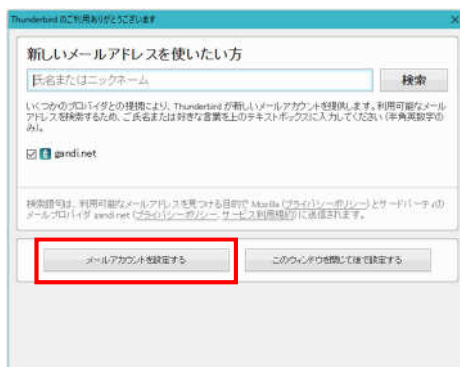 Thunderbird のご利用ありがとうございます
新しいメールアドレスを使いたい方
氏名またはニックネーム
検索
いくつかのプロバイダとの提携により、Thunderbird が新しいメールアカウントを提供します。利用可能なメール
アドレスを検索するため、ご氏名または好きな言葉を上のテキストボックスに入力してください (半角英数字の
み)。
gandi.net
検索語句は、利用可能なメールアドレスを見つける目的で Mozilla (プライバシーポリシー) とサードパーティの
メールプロバイダ gandi.net (プライバシーポリシー, サービス利用規約) に送信されます。
メールアカウントを設定する
このウィンドウを閉じて後で設定する